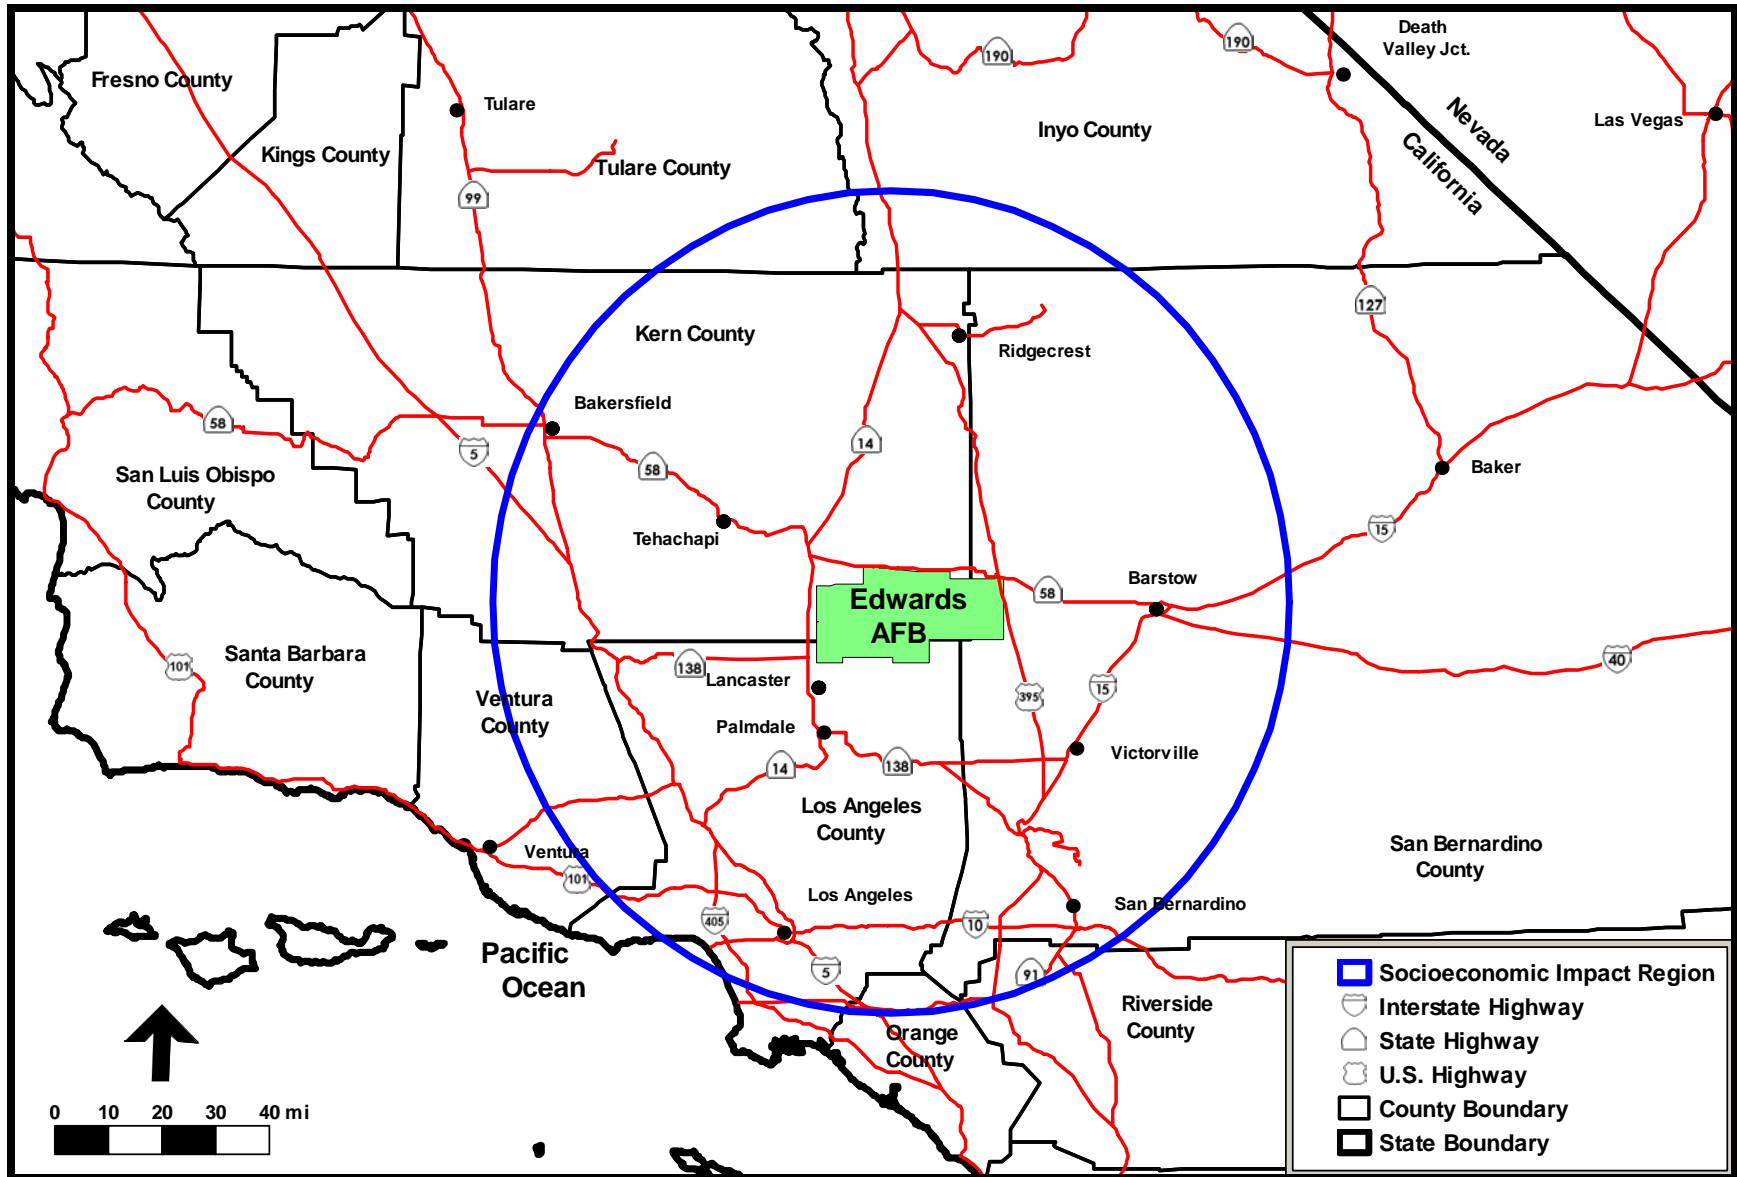 Death
Valley Jct.
190
190
Fresno County
Tulare
Las Vegas
Nevada
California
Inyo County
Kings County
Tulare County
99
127
Kern County
Ridgecrest
Bakersfield
58
5
14
58
Baker
San Luis Obispo
County
15
Tehachapi
Barstow
58
Edwards
AFB
Santa Barbara
County
101
138
Lancaster
40
395
15
Ventura
County
Palmdale
Victorville
14
138
Los Angeles
County
San Bernardino
County
Ventura
101
Los Angeles
San Bernardino
405
10
Pacific
Ocean
5
91
Riverside
County
Orange
County
0 10 20 30 40 mi
Socioeconomic Impact Region
Interstate Highway
State Highway
U.S. Highway
County Boundary
State Boundary